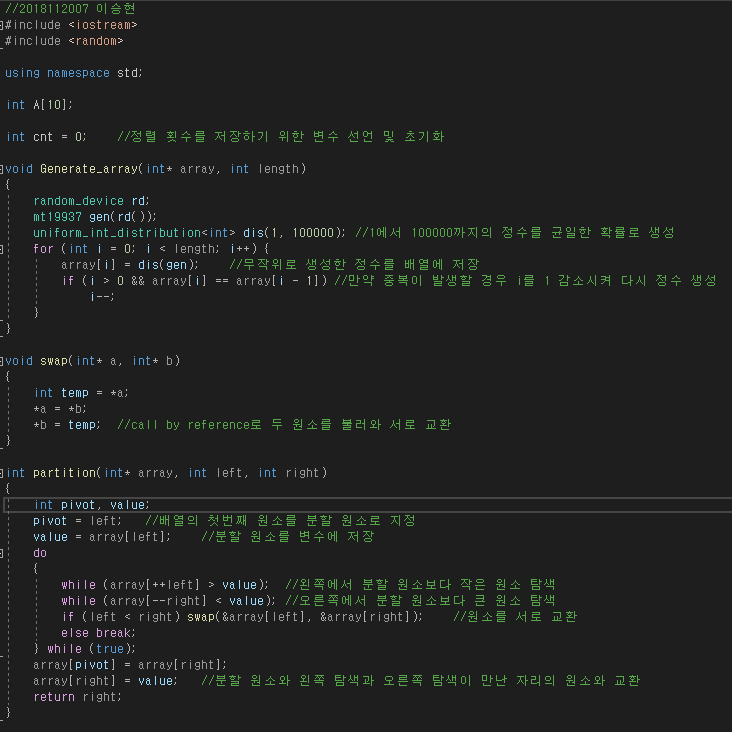 //2018112007 이승현
#include <iostream>
#include <random>
using namespace std;
int A[10];
int cnt = 0;    //정렬 횟수를 저장하기 위한 변수 선언 및 초기화
void Generate_array(int* array, int length)
{
    random_device rd;
    mt19937 gen(rd());
    uniform_int_distribution<int> dis(1, 100000); //1에서 100000까지의 정수를 균일한 확률로 생성
    for (int i = 0; i < length; i++) {
        array[i] = dis(gen);    //무작위로 생성한 정수를 배열에 저장
        if (i > 0 && array[i] == array[i - 1]) //만약 중복이 발생할 경우 i를 1 감소시켜 다시 정수 생성
            i--;
    }
}
void swap(int* a, int* b)
{
    int temp = *a;
    *a = *b;
    *b = temp;  //call by reference로 두 원소를 불러와 서로 교환
}
int partition(int* array, int left, int right)
{
    int pivot, value;
    pivot = left;   //배열의 첫번째 원소를 분할 원소로 지정
    value = array[left];    //분할 원소를 변수에 저장
    do
    {
        while (array[++left] > value);  //왼쪽에서 분할 원소보다 작은 원소 탐색
        while (array[--right] < value); //오른쪽에서 분할 원소보다 큰 원소 탐색
        if (left < right) swap(&array[left], &array[right]);    //원소를 서로 교환
        else break;
    } while (true);
    array[pivot] = array[right];
    array[right] = value;   //분할 원소와 왼쪽 탐색과 오른쪽 탐색이 만난 자리의 원소와 교환
    return right;
}